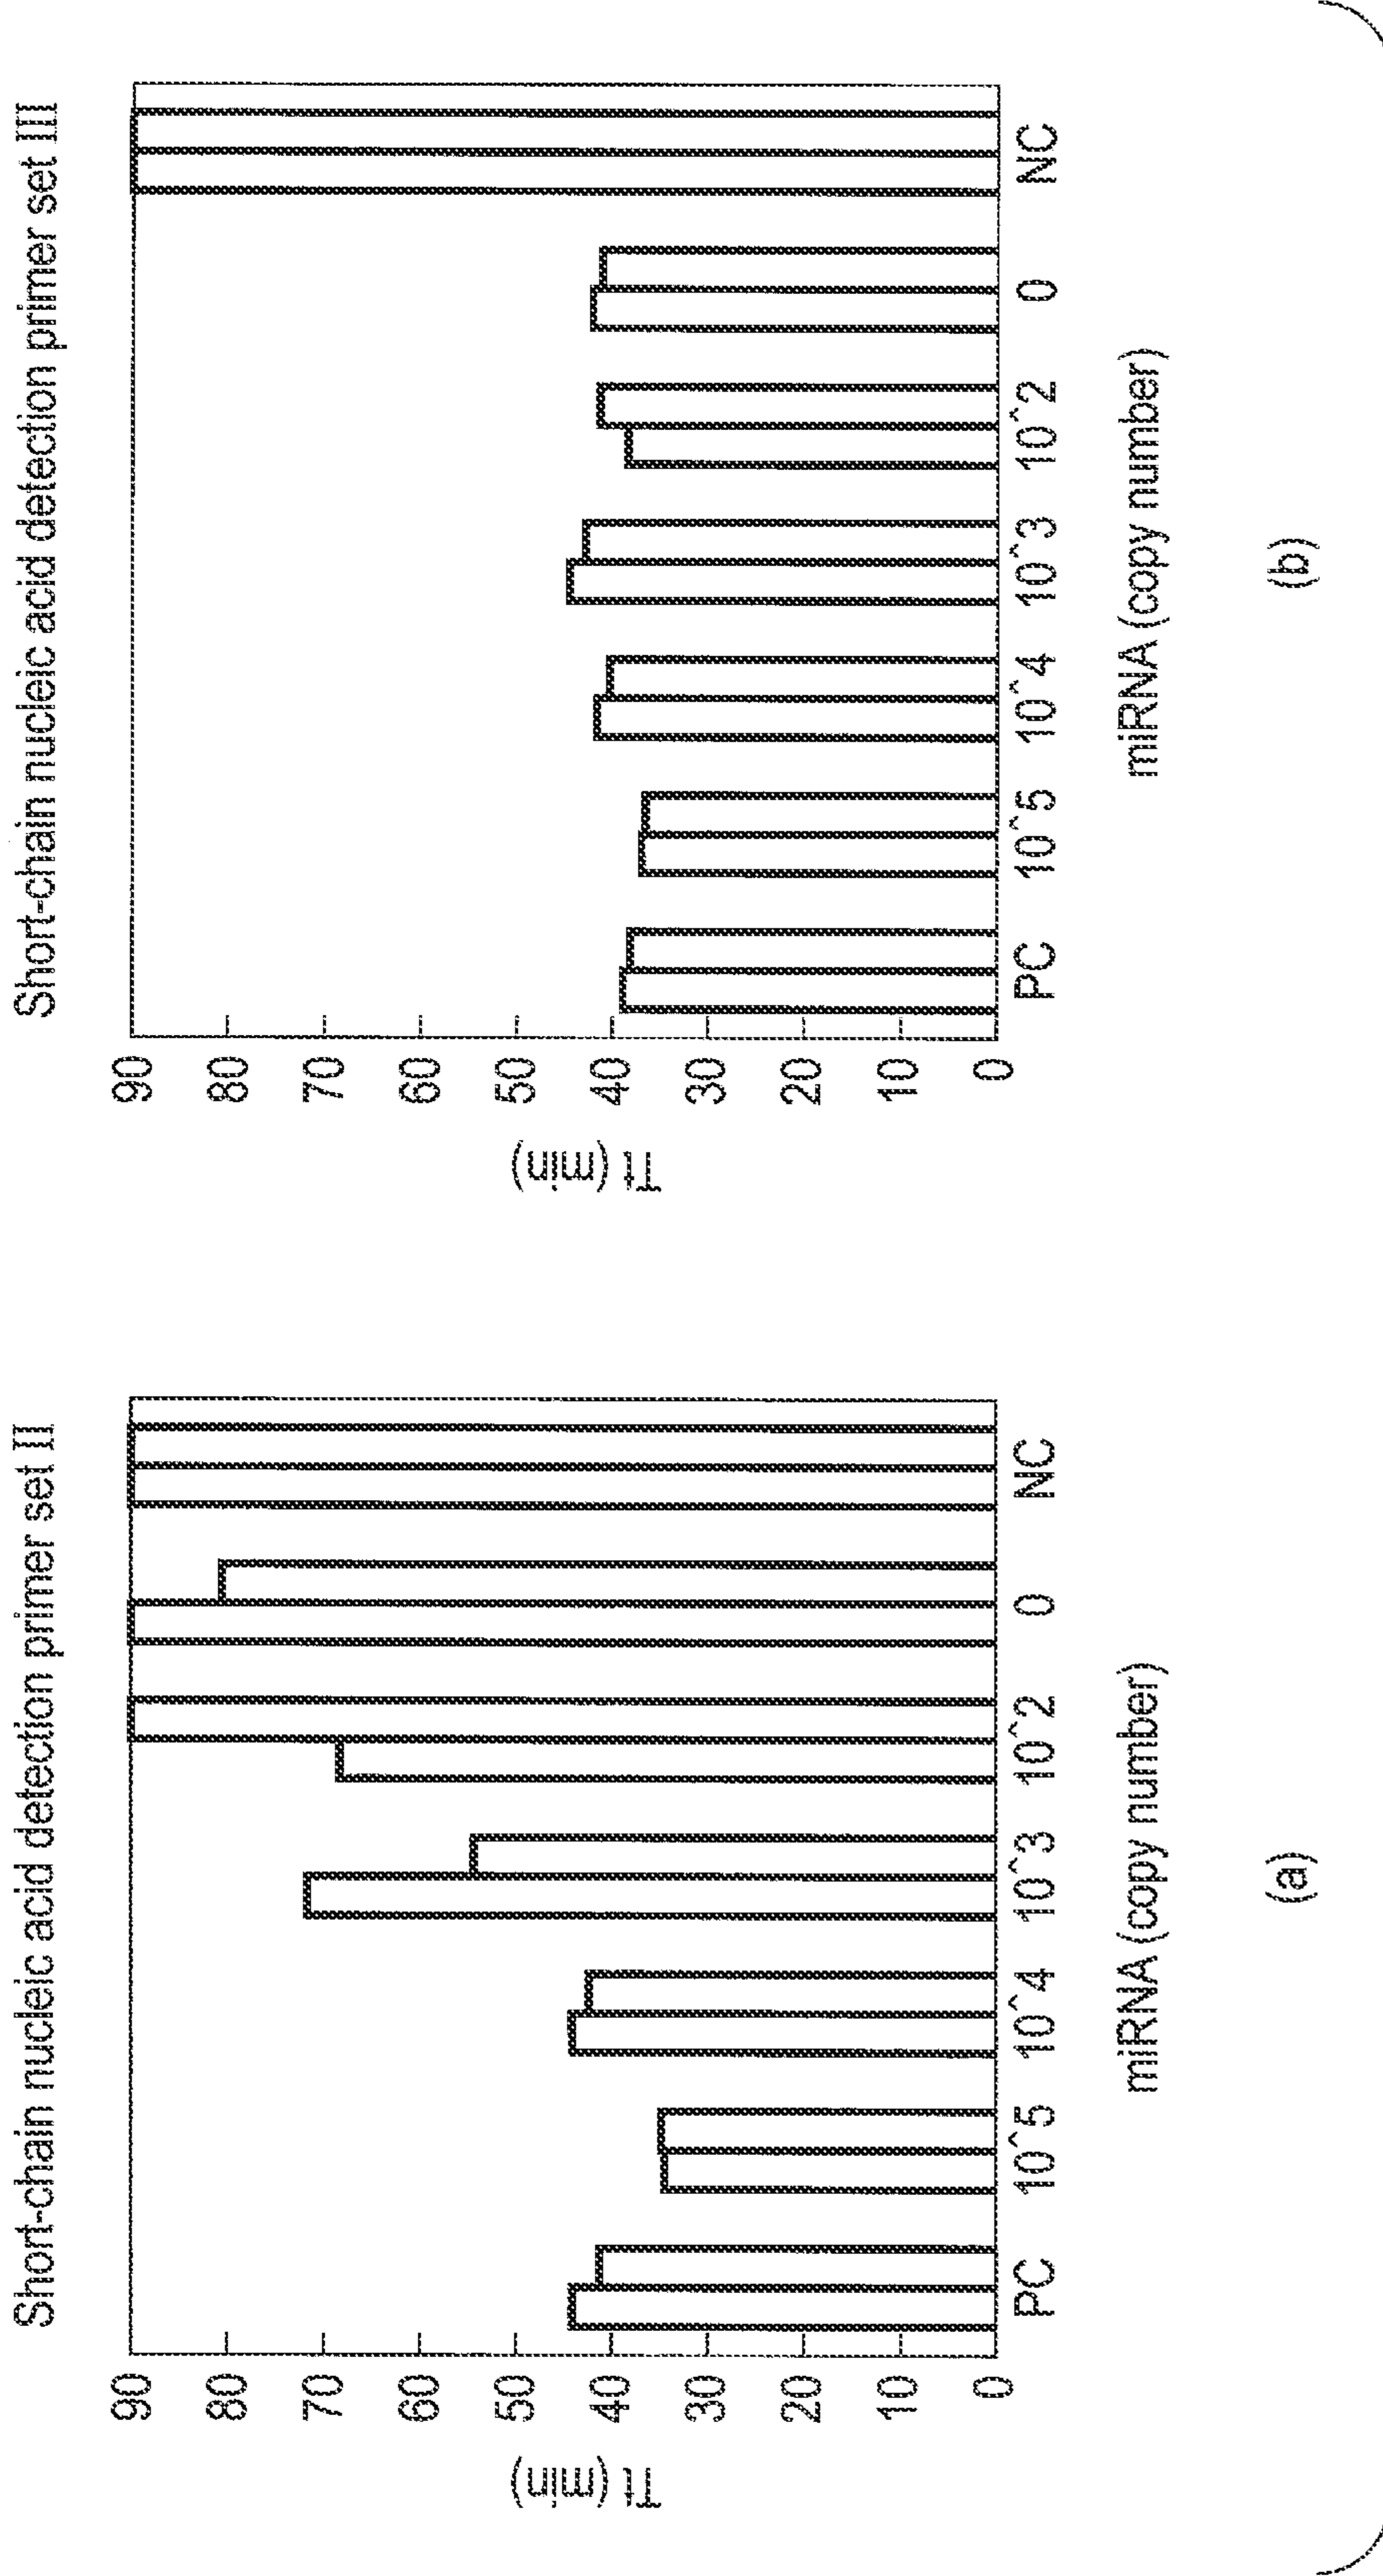 Short-chain nucleic acid detection primer set II
90
80
70
60
50
40
30
20
10
0
Tt (min)
PC 10^5 10^4 10^3 10^2 0 NC
miRNA (copy number)
(a)
Short-chain nucleic acid detection primer set III
90
80
70
60
50
40
30
20
10
0
Tt (min)
PC 10^5 10^4 10^3 10^2 0 NC
miRNA (copy number)
(b)